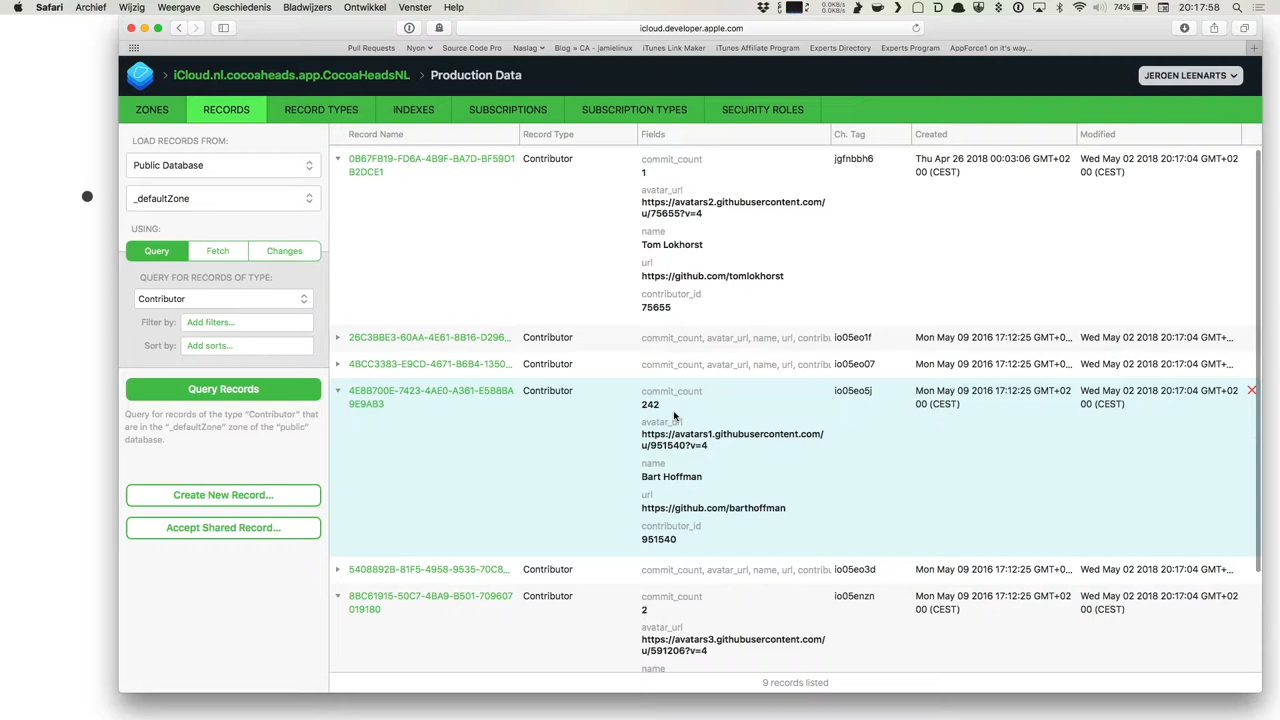 Safari Archief Wijzig Weergave Geschiedenis Bladwijzers Ontwikkel Venster Help
0.0KB/s
0.0KB/s
74%
20:17:58
icloud.developer.apple.com
Pull Requests Nyon Source Code Pro Naslag Blog » CA - jamielinux iTunes Link Maker iTunes Affiliate Program Experts Directory Experts Program AppForce1 on it's way...
iCloud.nl.cocoaheads.app.CocoaHeadsNL Production Data
JEROEN LEENARTS
ZONES RECORDS RECORD TYPES INDEXES SUBSCRIPTIONS SUBSCRIPTION TYPES SECURITY ROLES
LOAD RECORDS FROM:
Public Database
_defaultZone
USING:
Query Fetch Changes
QUERY FOR RECORDS OF TYPE:
Contributor
Filter by: Add filters...
Sort by: Add sorts...
Query Records
Query for records of the type “Contributor” that
are in the “_defaultZone” zone of the “public”
database.
Create New Record...
Accept Shared Record...
Record Name Record Type Fields Ch. Tag Created Modified
0B67FB19-FD6A-4B9F-BA7D-BF59D1
B2DCE1
Contributor
commit_count
1
avatar_url
https://avatars2.githubusercontent.com/
u/75655?v=4
name
Tom Lokhorst
url
https://github.com/tomlokhorst
contributor_id
75655
jgfnbbh6
Thu Apr 26 2018 00:03:06 GMT+02
00 (CEST)
Wed May 02 2018 20:17:04 GMT+02
00 (CEST)
26C3BBE3-60AA-4E61-8B16-D296... Contributor commit_count, avatar_url, name, url, contribu io05eo1f Mon May 09 2016 17:12:25 GMT+0... Wed May 02 2018 20:17:04 GMT+...
4BCC3383-E9CD-4671-B6B4-1350... Contributor commit_count, avatar_url, name, url, contribu io05eo07 Mon May 09 2016 17:12:25 GMT+0... Wed May 02 2018 20:17:04 GMT+...
4E8B700E-7423-4AE0-A361-E5B8BA
9E9AB3
Contributor
commit_count
242
avatar_url
https://avatars1.githubusercontent.com/
u/951540?v=4
name
Bart Hoffman
url
https://github.com/barthoffman
contributor_id
951540
io05eo5j
Mon May 09 2016 17:12:25 GMT+02
00 (CEST)
Wed May 02 2018 20:17:04 GMT+02
00 (CEST)
5408892B-81F5-4958-9535-70C8... Contributor commit_count, avatar_url, name, url, contribu io05eo3d Mon May 09 2016 17:12:25 GMT+0... Wed May 02 2018 20:17:04 GMT+...
8BC61915-50C7-4BA9-B501-709607
019180
Contributor
commit_count
2
avatar_url
https://avatars3.githubusercontent.com/
u/591206?v=4
name
io05enzn
Mon May 09 2016 17:12:25 GMT+02
00 (CEST)
Wed May 02 2018 20:17:04 GMT+02
00 (CEST)
9 records listed